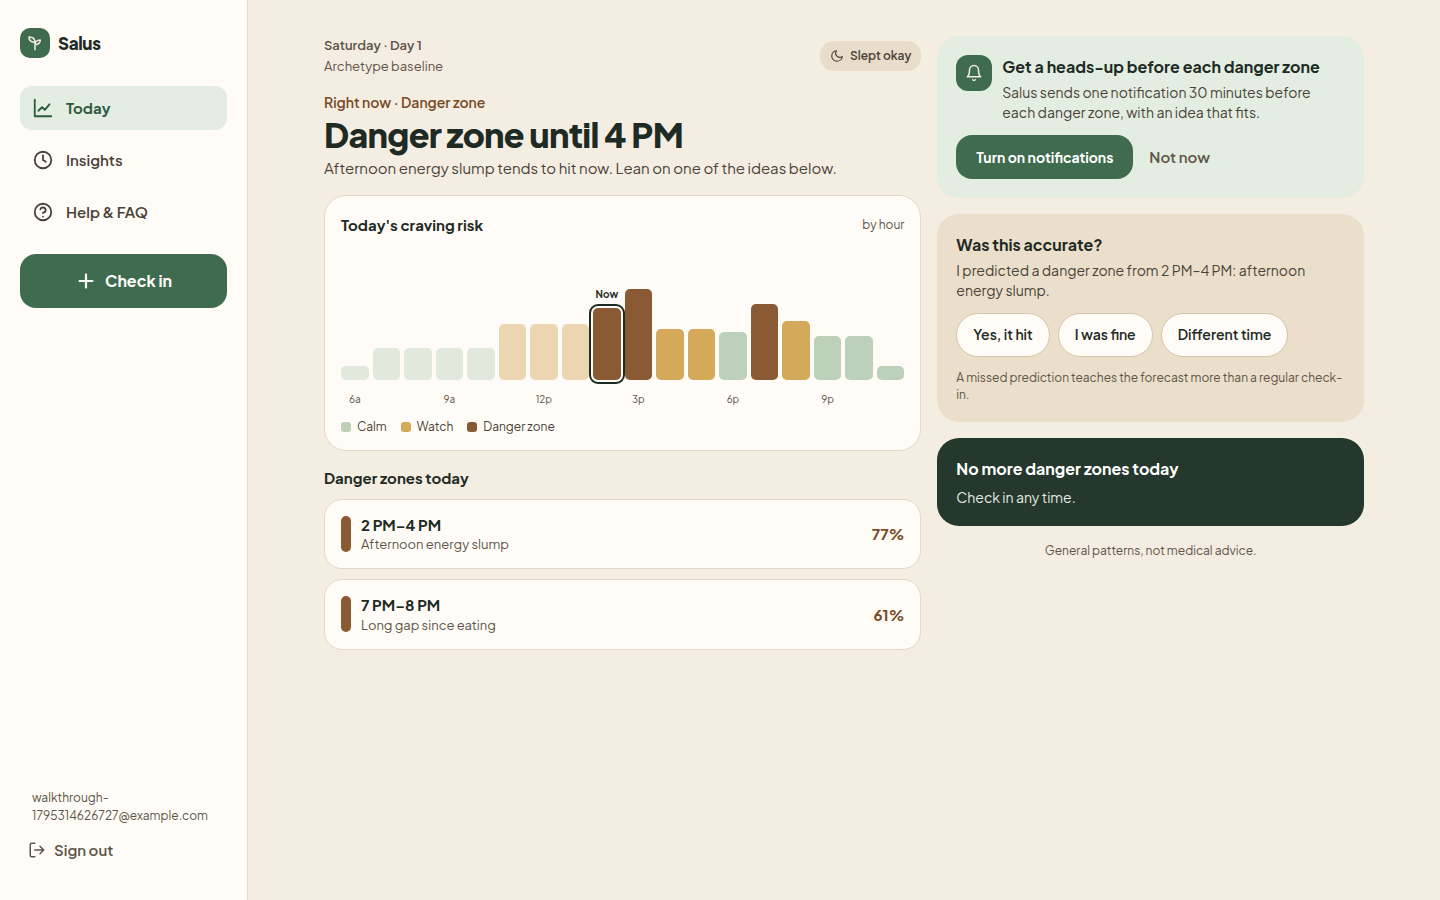 Salus
Today
Insights
Help & FAQ
Check in
walkthrough-
1795314626727@example.com
Sign out
Saturday · Day 1
Archetype baseline
Slept okay
Right now · Danger zone
Danger zone until 4 PM
Afternoon energy slump tends to hit now. Lean on one of the ideas below.
Today's craving risk
by hour
Now
6a
9a
12p
3p
6p
9p
Calm
Watch
Danger zone
Danger zones today
2 PM–4 PM
Afternoon energy slump
77%
7 PM–8 PM
Long gap since eating
61%
Get a heads-up before each danger zone
Salus sends one notification 30 minutes before
each danger zone, with an idea that fits.
Turn on notifications
Not now
Was this accurate?
I predicted a danger zone from 2 PM–4 PM: afternoon
energy slump.
Yes, it hit
I was fine
Different time
A missed prediction teaches the forecast more than a regular check-
in.
No more danger zones today
Check in any time.
General patterns, not medical advice.